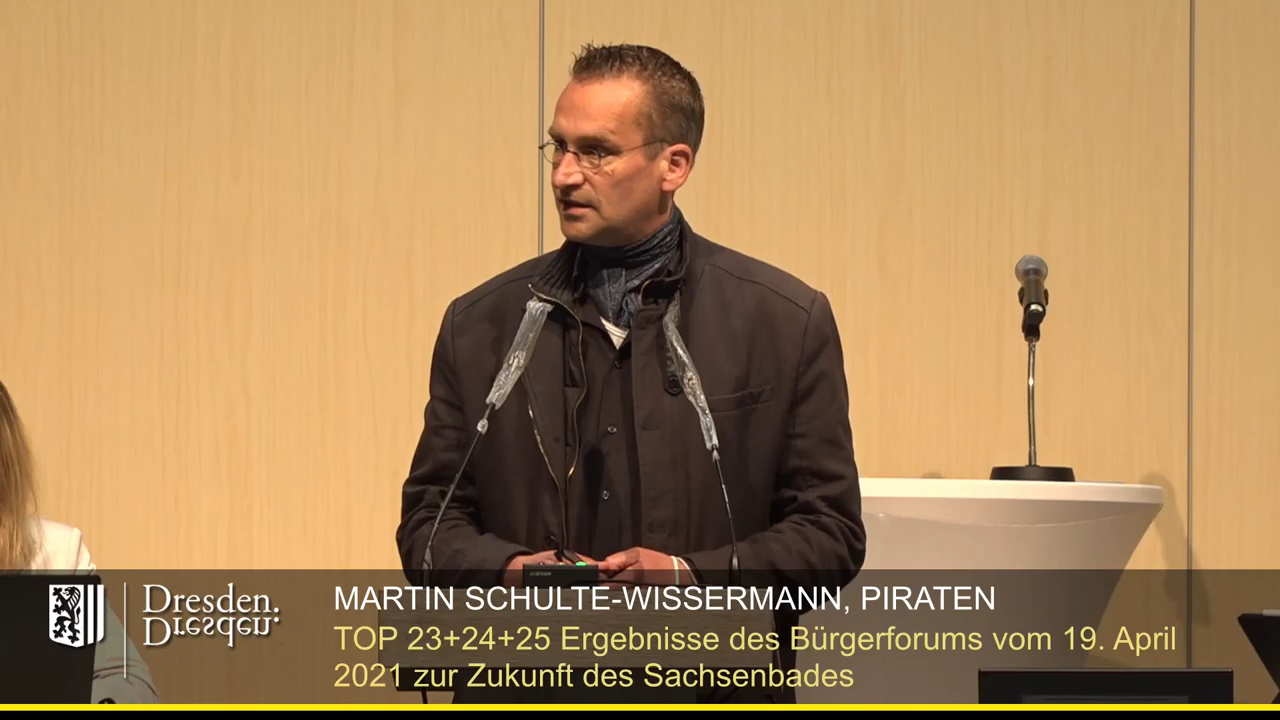 Dresden.
Dresden.
MARTIN SCHULTE-WISSERMANN, PIRATEN
TOP 23+24+25 Ergebnisse des Bürgerforums vom 19. April
2021 zur Zukunft des Sachsenbades